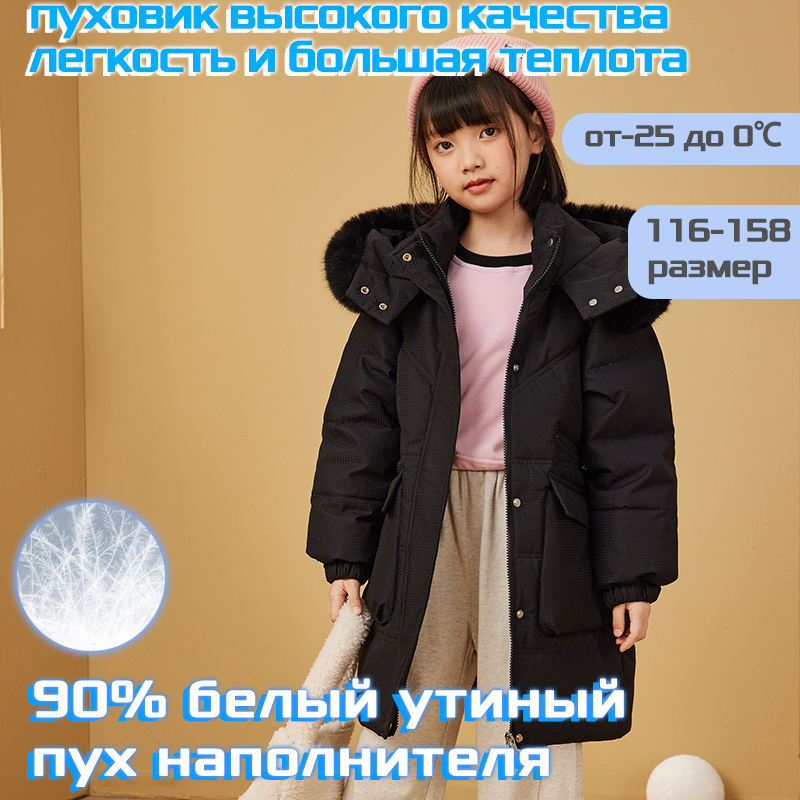 пуховик высокого качества
легкость и большая теплота
от-25 до 0℃
116-158
размер
90% белый утиный
пух наполнителя